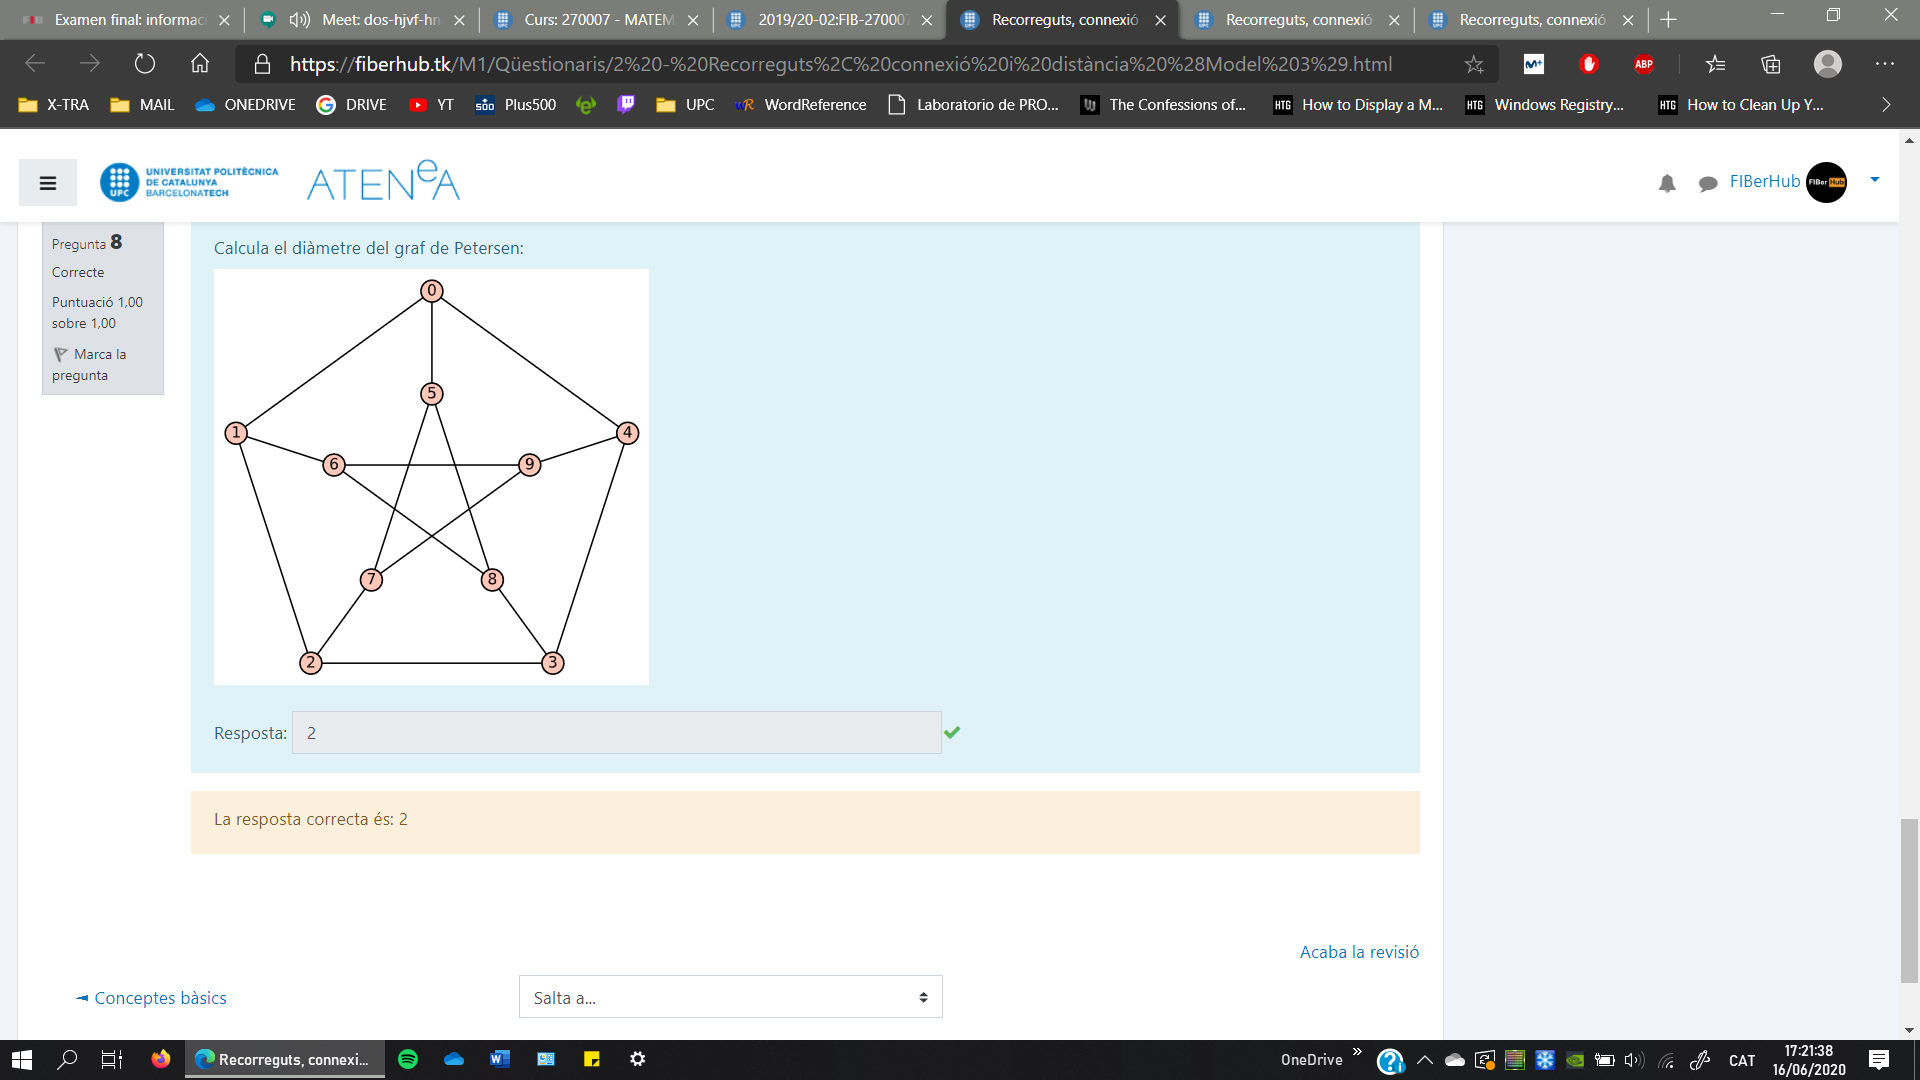 Examen final: informac
Meet: dos-hjvf-hn
Curs: 270007 - MATEM
2019/20-02:FIB-270007
Recorreguts, connexió
Recorreguts, connexió
Recorreguts, connexió
https://fiberhub.tk/M1/Qüestionaris/2%20-%20Recorreguts%2C%20connexió%20i%20distància%20%28Model%203%29.html
X-TRA
MAIL
ONEDRIVE
DRIVE
YT
Plus500
UPC
WordReference
Laboratorio de PRO...
The Confessions of...
How to Display a M...
Windows Registry...
How to Clean Up Y...
UNIVERSITAT POLITÈCNICA
DE CATALUNYA
BARCELONATECH
UPC
ATENeA
FIBerHub
FIBer Hub
Pregunta 8
Correcte
Puntuació 1,00
sobre 1,00
Marca la
pregunta
Calcula el diàmetre del graf de Petersen:
0
5
1
4
6
9
7
8
2
3
Resposta: 2
La resposta correcta és: 2
Acaba la revisió
◄ Conceptes bàsics
Salta a...
Recorreguts, connexi...
OneDrive
CAT
17:21:38
16/06/2020